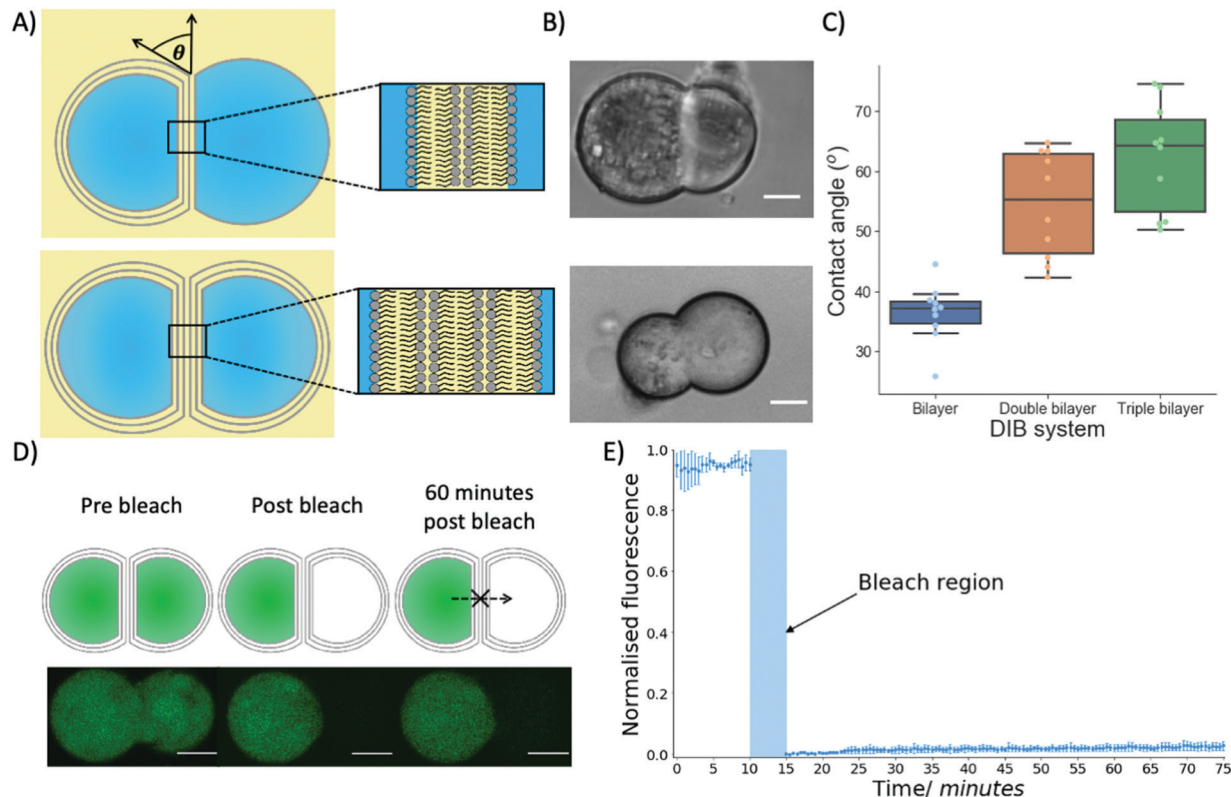 A)
θ
B)
C)
Contact angle (°)
70
60
50
40
30
Bilayer
Double bilayer
Triple bilayer
DIB system
D)
Pre bleach
Post bleach
60 minutes
post bleach
E)
Normalised fluorescence
1.0
0.8
0.6
0.4
0.2
0.0
Bleach region
0 5 10 15 20 25 30 35 40 45 50 55 60 65 70 75
Time/ minutes